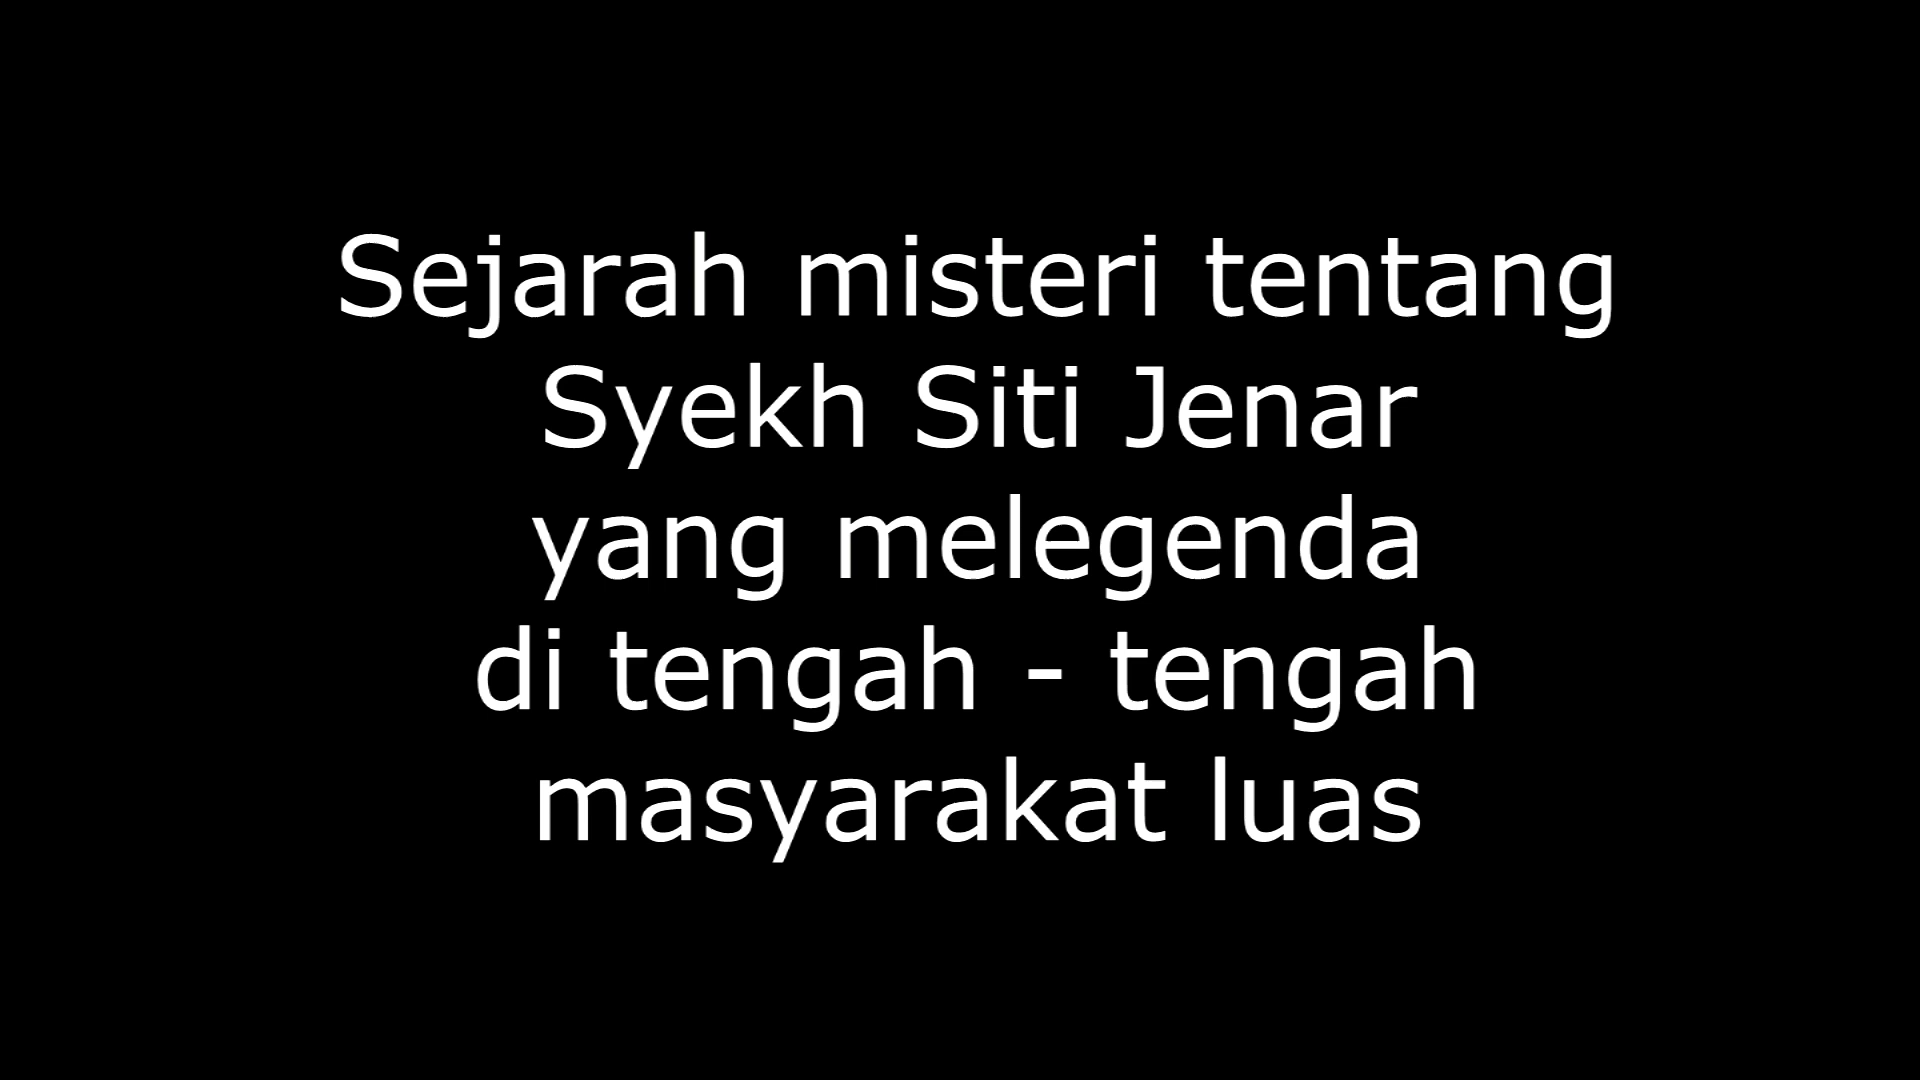 Sejarah misteri tentang
Syekh Siti Jenar
yang melegenda
di tengah - tengah
masyarakat luas